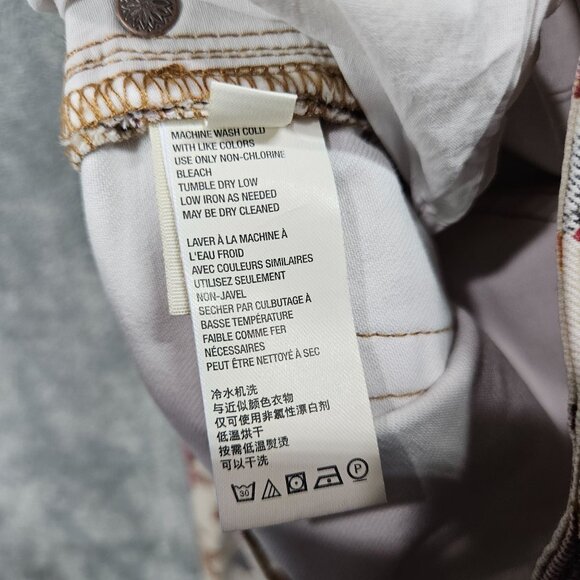 MACHINE WASH COLD
WITH LIKE COLORS
USE ONLY NON-CHLORINE
BLEACH
TUMBLE DRY LOW
LOW IRON AS NEEDED
MAY BE DRY CLEANED
LAVER À LA MACHINE À
L'EAU FROID
AVEC COULEURS SIMILAIRES
UTILISEZ SEULEMENT
NON-JAVEL
SECHER PAR CULBUTAGE À
BASSE TEMPÉRATURE
FAIBLE COMME FER
NÉCESSAIRES
PEUT ÊTRE NETTOYÉ À SEC
冷水机洗
与近似颜色衣物
仅可使用非氯性漂白剂
低温烘干
按需低温熨烫
可以干洗
30 P